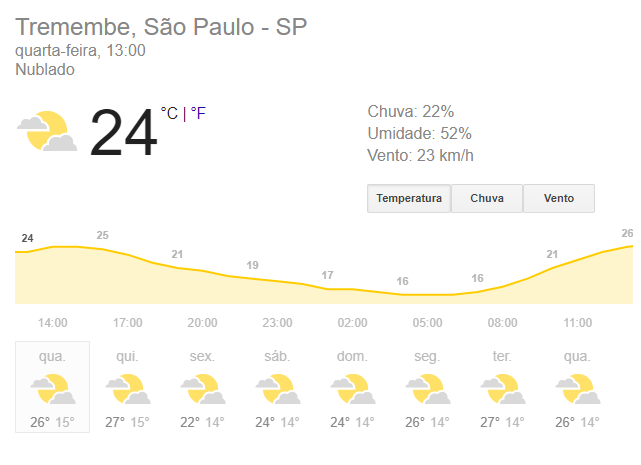 Tremembe, São Paulo - SP
quarta-feira, 13:00
Nublado
24 °C | °F
Chuva: 22%
Umidade: 52%
Vento: 23 km/h
Temperatura Chuva Vento
24 25 21 19 17 16 16 21 26
14:00 17:00 20:00 23:00 02:00 05:00 08:00 11:00
qua. qui. sex. sáb. dom. seg. ter. qua.
26° 15° 27° 15° 22° 14° 24° 14° 24° 14° 26° 14° 27° 14° 26° 14°